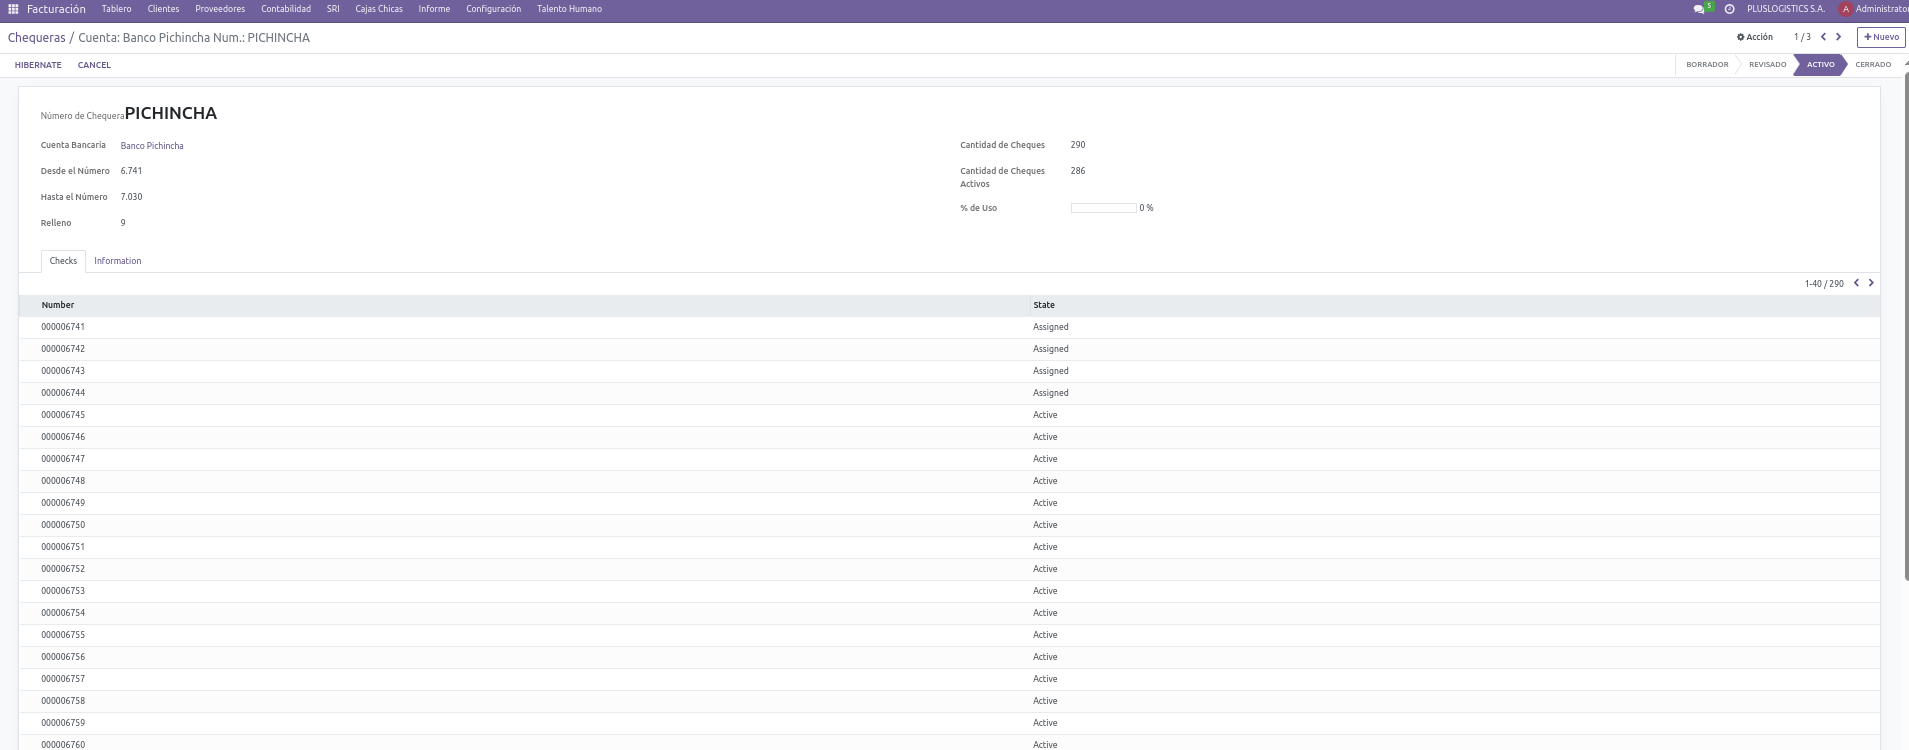 Facturación Tablero Clientes Proveedores Contabilidad SRI Cajas Chicas Informe Configuración Talento Humano 5 PLUSLOGISTICS S.A. A Administrator
Chequeras / Cuenta: Banco Pichincha Num.: PICHINCHA Acción 1 / 3 + Nuevo
HIBERNATE CANCEL BORRADOR REVISADO ACTIVO CERRADO
Número de Chequera PICHINCHA
Cuenta Bancaria Banco Pichincha Cantidad de Cheques 290
Desde el Número 6.741 Cantidad de Cheques Activos 286
Hasta el Número 7.030 % de Uso 0 %
Relleno 9
Checks Information
1-40 / 290
Number State
000006741 Assigned
000006742 Assigned
000006743 Assigned
000006744 Assigned
000006745 Active
000006746 Active
000006747 Active
000006748 Active
000006749 Active
000006750 Active
000006751 Active
000006752 Active
000006753 Active
000006754 Active
000006755 Active
000006756 Active
000006757 Active
000006758 Active
000006759 Active
000006760 Active